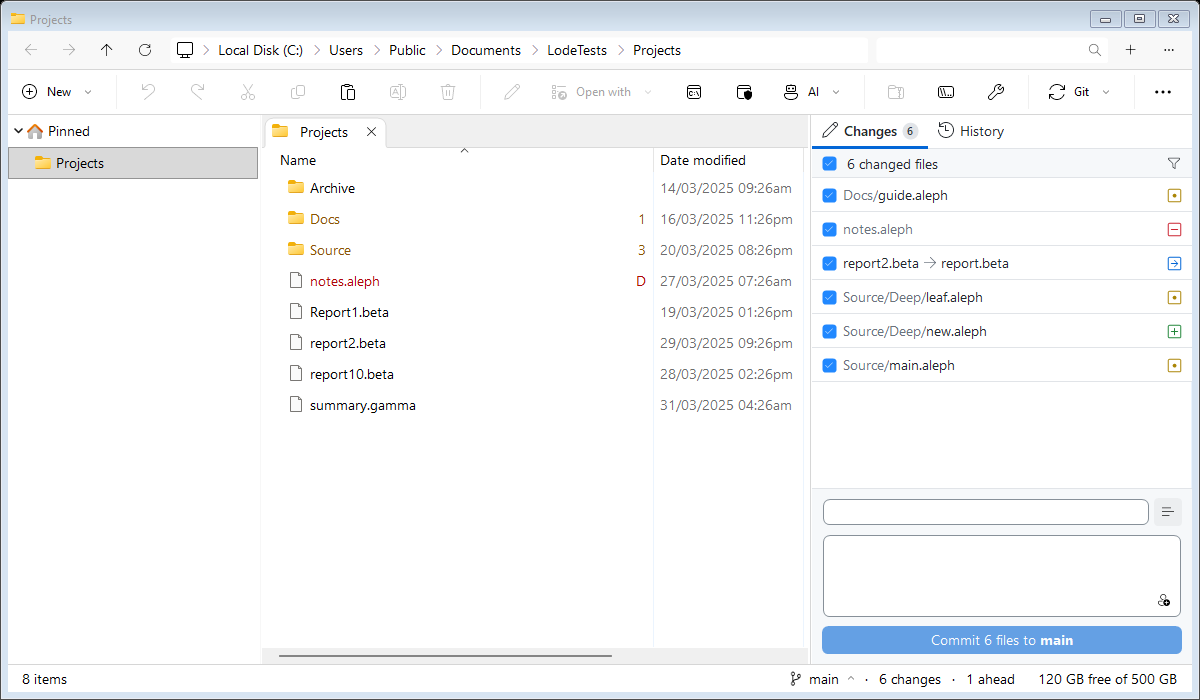 Projects
Local Disk (C:) Users Public Documents LodeTests Projects
New Open with AI Git
Pinned
Projects
Projects
Name Date modified
Archive 14/03/2025 09:26am
Docs 1 16/03/2025 11:26pm
Source 3 20/03/2025 08:26pm
notes.aleph D 27/03/2025 07:26am
Report1.beta 19/03/2025 01:26pm
report2.beta 29/03/2025 09:26pm
report10.beta 28/03/2025 02:26pm
summary.gamma 31/03/2025 04:26am
Changes 6 History
6 changed files
Docs/guide.aleph
notes.aleph
report2.beta → report.beta
Source/Deep/leaf.aleph
Source/Deep/new.aleph
Source/main.aleph
Commit 6 files to main
8 items main · 6 changes · 1 ahead 120 GB free of 500 GB